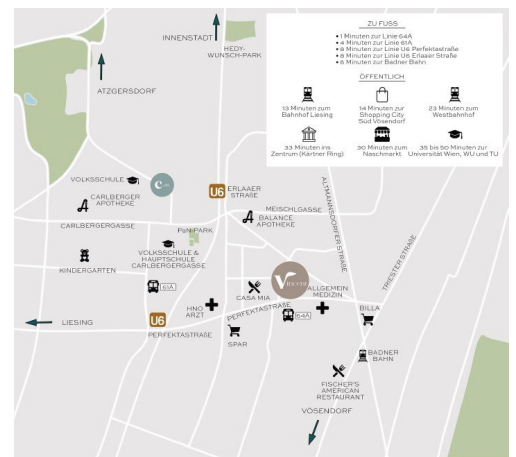 ZU FUSS
• 1 Minuten zur Linie 64A
• 4 Minuten zur Linie 61A
• 8 Minuten zur Linie U6 Perfektastraße
• 8 Minuten zur Linie U6 Erlaaer Straße
• 6 Minuten zur Badner Bahn
ÖFFENTLICH
13 Minuten zum
Bahnhof Liesing
14 Minuten zur
Shopping City
Süd Vösendorf
23 Minuten zum
Westbahnhof
33 Minuten ins
Zentrum (Kärtner Ring)
30 Minuten zum
Naschmarkt
35 bis 50 Minuten zur
Universität Wien, WU und TU
INNENSTADT
HEDY-
WUNSCH-PARK
ATZGERSDORF
VOLKSSCHULE
CARLBERGER
APOTHEKE
U6
ERLAAER
STRAßE
CARLBERGERGASSE
MEISCHLGASSE
BALANCE
APOTHEKE
ALTMANNSDORFER
STRAßE
TRIESTER STRAßE
VOLKSSCHULE &
HAUPTSCHULE
CARLBERGERGASSE
KINDERGARTEN
61A
CASA MIA
Vincent
ALLGEMEIN
MEDIZIN
HNO
ARZT
PERFEKTASTRAßE
64A
BILLA
LIESING
U6
PERFEKTASTRAßE
SPAR
BADNER
BAHN
FISCHER'S
AMERICAN
RESTAURANT
VÖSENDORF